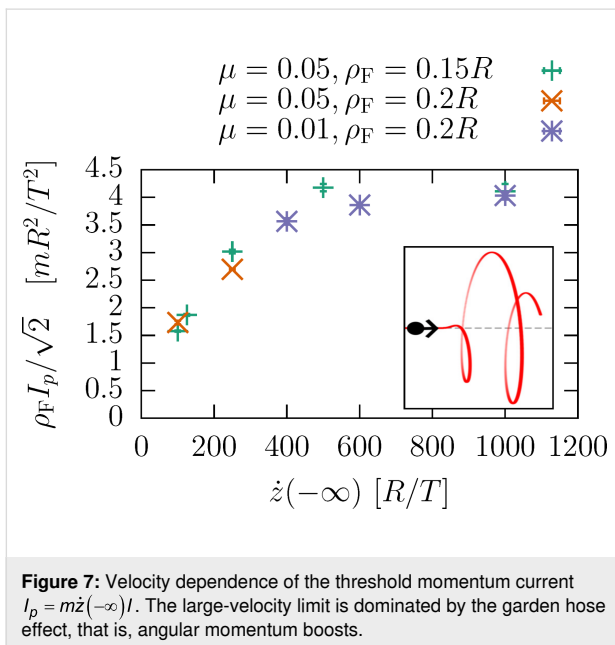 μ = 0.05, ρF = 0.15R
μ = 0.05, ρF = 0.2R
μ = 0.01, ρF = 0.2R
4.5
4
3.5
3
2.5
2
1.5
1
0.5
0
ρF Ip/√2 [mR²/T²]
0 200 400 600 800 1000 1200
ż(−∞) [R/T]
Figure 7: Velocity dependence of the threshold momentum current
Ip = mż(−∞)I. The large-velocity limit is dominated by the garden hose
effect, that is, angular momentum boosts.